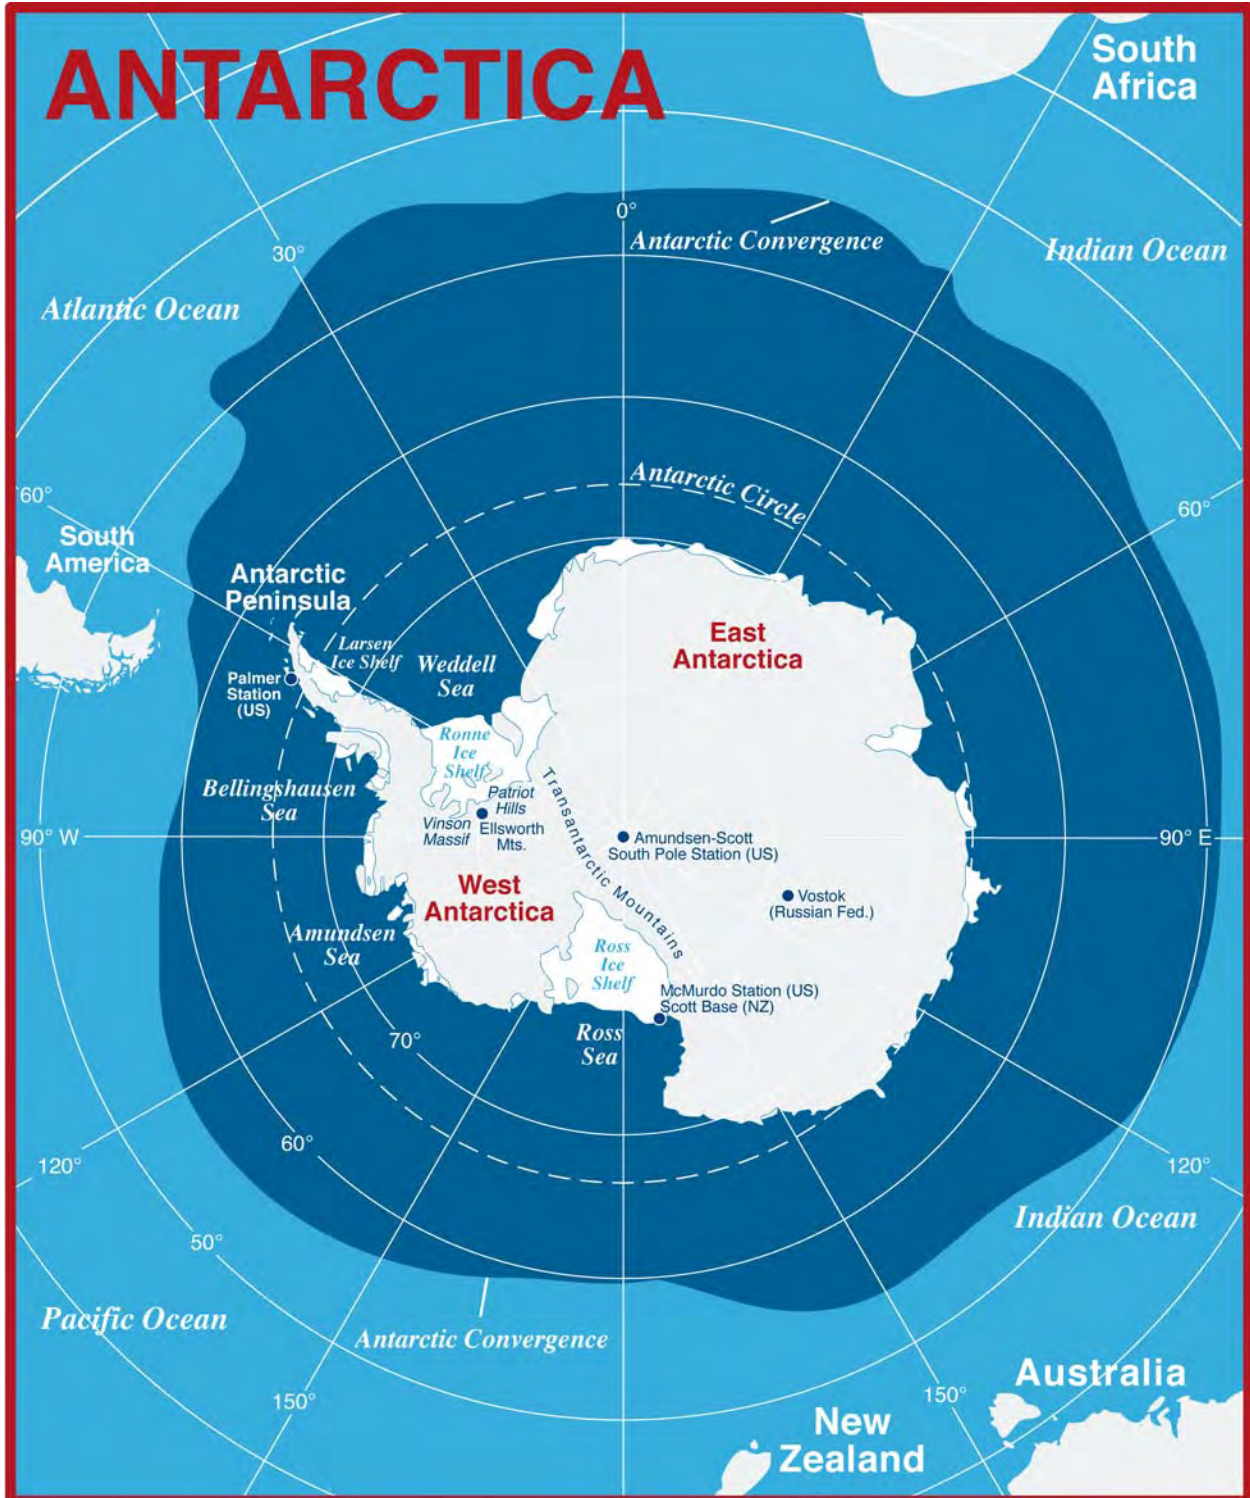 ANTARCTICA
South
Africa
0°
30°
Antarctic Convergence
Indian Ocean
Atlantic Ocean
Antarctic Circle
60°
60°
South
America
Antarctic
Peninsula
Larsen
Ice Shelf
Weddell
Sea
East
Antarctica
Palmer
Station
(US)
Ronne
Ice
Shelf
Bellingshausen
Sea
Patriot
Hills
Vinson
Massif
Ellsworth
Mts.
Transantarctic Mountains
90° W
Amundsen-Scott
South Pole Station (US)
90° E
West
Antarctica
Vostok
(Russian Fed.)
Amundsen
Sea
Ross
Ice
Shelf
McMurdo Station (US)
Scott Base (NZ)
Ross
Sea
70°
60°
120°
120°
50°
Indian Ocean
Pacific Ocean
Antarctic Convergence
150°
150°
Australia
New
Zealand